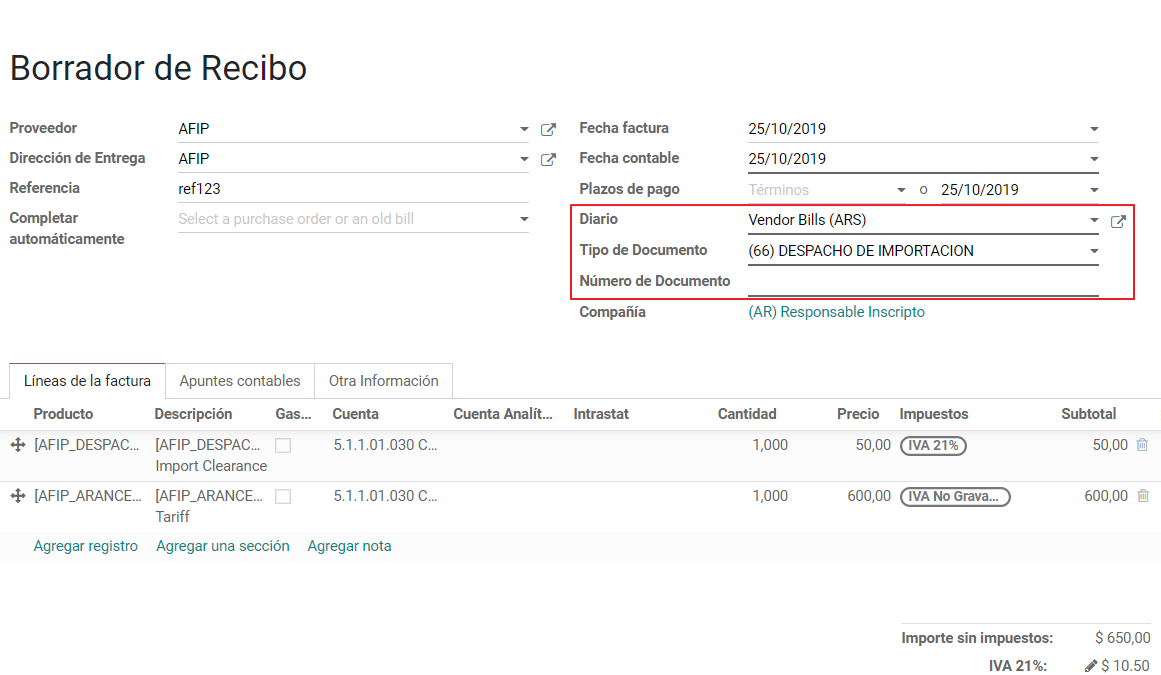 Borrador de Recibo
Proveedor AFIP
Dirección de Entrega AFIP
Referencia ref123
Completar automáticamente Select a purchase order or an old bill
Fecha factura 25/10/2019
Fecha contable 25/10/2019
Plazos de pago Términos o 25/10/2019
Diario Vendor Bills (ARS)
Tipo de Documento (66) DESPACHO DE IMPORTACION
Número de Documento
Compañía (AR) Responsable Inscripto
Líneas de la factura Apuntes contables Otra Información
Producto Descripción Gas... Cuenta Cuenta Analít... Intrastat Cantidad Precio Impuestos Subtotal
[AFIP_DESPAC... [AFIP_DESPAC... 5.1.1.01.030 C... 1,000 50,00 IVA 21% 50,00
Import Clearance
[AFIP_ARANCE... [AFIP_ARANCE... 5.1.1.01.030 C... 1,000 600,00 IVA No Grava... 600,00
Tariff
Agregar registro Agregar una sección Agregar nota
Importe sin impuestos: $ 650,00
IVA 21%: $ 10.50